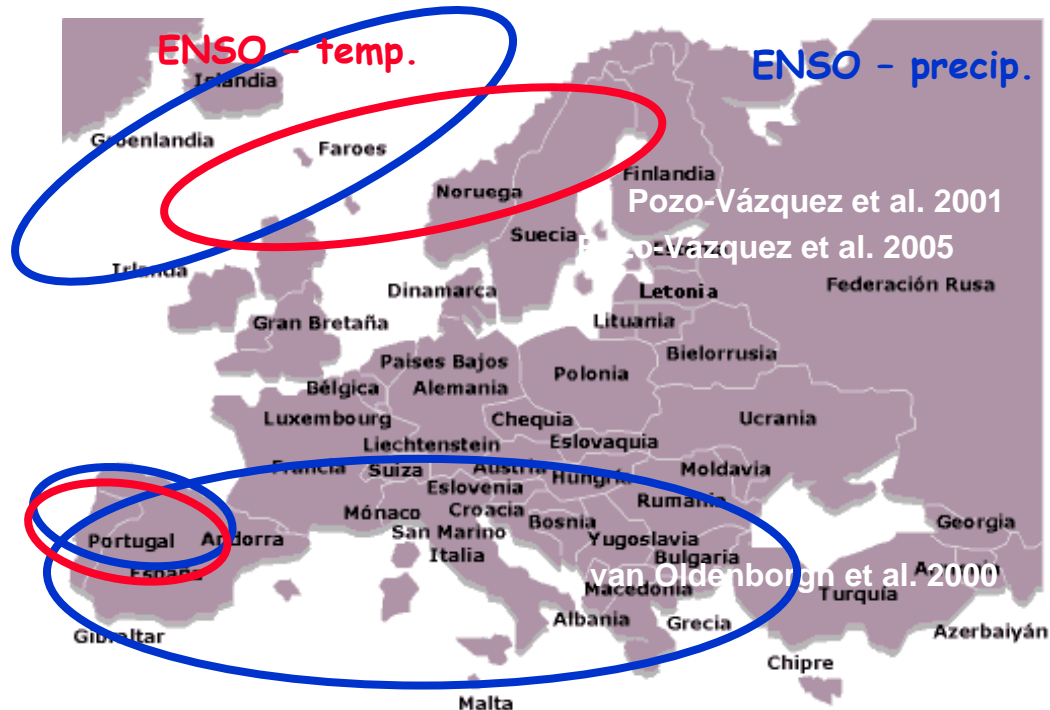 ENSO – temp.
ENSO – precip.
Islandia
Groenlandia
Faroes
Finlandia
Noruega
Pozo-Vázquez et al. 2001
Suecia
Pozo-Vázquez et al. 2005
Estonia
Irlanda
Dinamarca
Letonia
Federación Rusa
Gran Bretaña
Lituania
Bielorrusia
Paises Bajos
Polonia
Bélgica
Alemania
Luxembourg
Chequia
Ucrania
Liechtenstein
Eslovaquia
Francia
Suiza
Austria
Hungría
Moldavia
Eslovenia
Rumania
Mónaco
Croacia
Bosnia
Georgia
San Marino
Portugal
Andorra
Yugoslavia
Italia
Bulgaria
España
van Oldenborgh et al. 2000
Armenia
Macedonia
Turquía
Albania
Grecia
Gibraltar
Azerbaiyán
Chipre
Malta